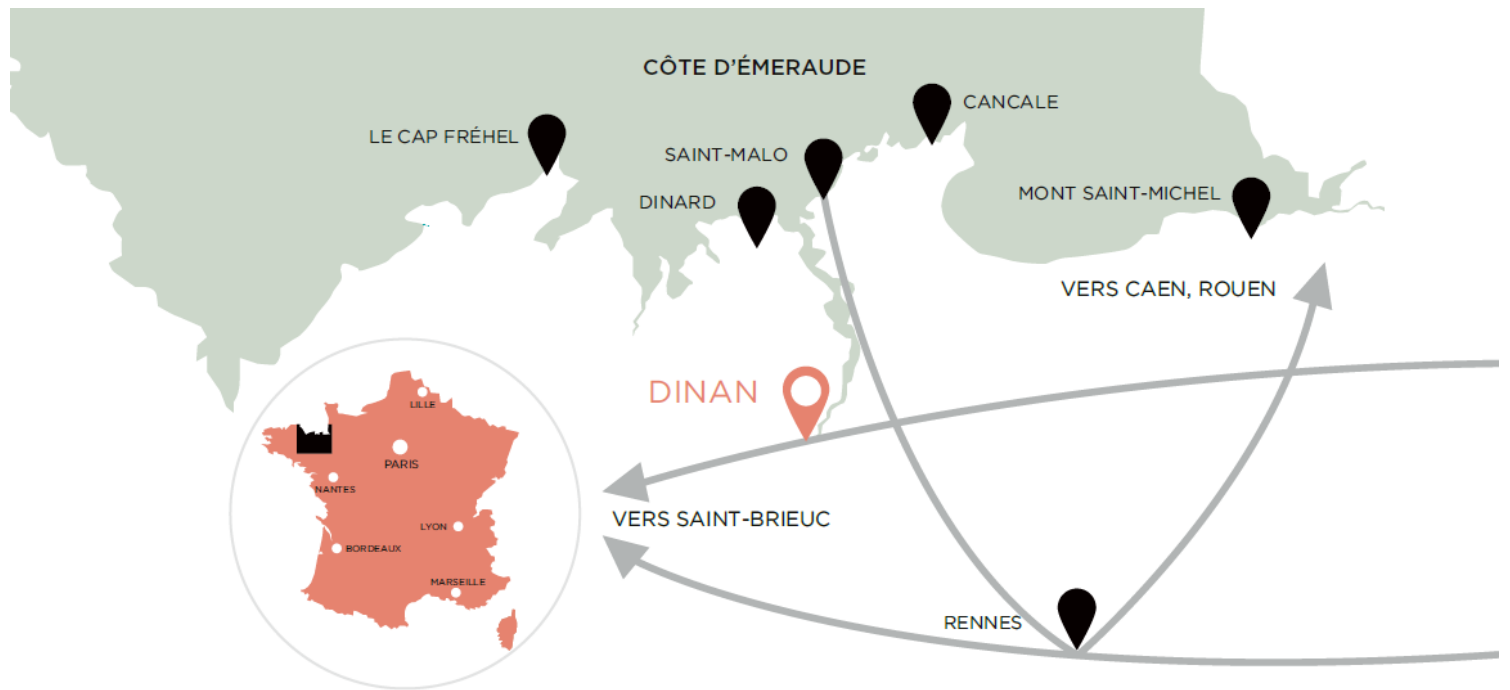 CÔTE D'ÉMERAUDE
CANCALE
LE CAP FRÉHEL
SAINT-MALO
DINARD
MONT SAINT-MICHEL
VERS CAEN, ROUEN
DINAN
LILLE
PARIS
NANTES
VERS SAINT-BRIEUC
LYON
BORDEAUX
MARSEILLE
RENNES